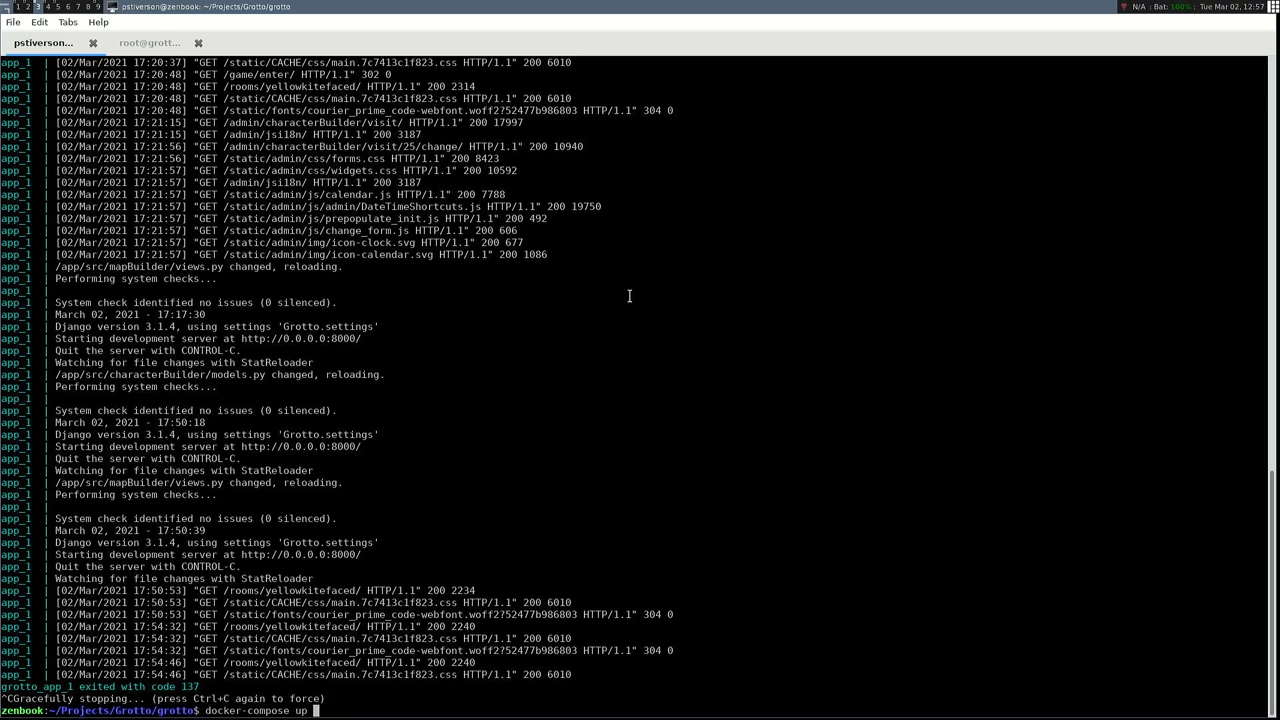 1 2 3 4 5 6 7 8 9 pstiverson@zenbook: ~/Projects/Grotto/grotto N/A : Bat: 100% : Tue Mar 02, 12:57
File Edit Tabs Help
pstiverson... root@grott...
app_1 | [02/Mar/2021 17:20:37] "GET /static/CACHE/css/main.7c7413c1f823.css HTTP/1.1" 200 6010
app_1 | [02/Mar/2021 17:20:48] "GET /game/enter/ HTTP/1.1" 302 0
app_1 | [02/Mar/2021 17:20:48] "GET /rooms/yellowkitefaced/ HTTP/1.1" 200 2314
app_1 | [02/Mar/2021 17:20:48] "GET /static/CACHE/css/main.7c7413c1f823.css HTTP/1.1" 200 6010
app_1 | [02/Mar/2021 17:20:48] "GET /static/fonts/courier_prime_code-webfont.woff2?52477b986803 HTTP/1.1" 304 0
app_1 | [02/Mar/2021 17:21:15] "GET /admin/characterBuilder/visit/ HTTP/1.1" 200 17997
app_1 | [02/Mar/2021 17:21:15] "GET /admin/jsi18n/ HTTP/1.1" 200 3187
app_1 | [02/Mar/2021 17:21:56] "GET /admin/characterBuilder/visit/25/change/ HTTP/1.1" 200 10940
app_1 | [02/Mar/2021 17:21:56] "GET /static/admin/css/forms.css HTTP/1.1" 200 8423
app_1 | [02/Mar/2021 17:21:56] "GET /static/admin/css/widgets.css HTTP/1.1" 200 10592
app_1 | [02/Mar/2021 17:21:57] "GET /admin/jsi18n/ HTTP/1.1" 200 3187
app_1 | [02/Mar/2021 17:21:57] "GET /static/admin/js/calendar.js HTTP/1.1" 200 7788
app_1 | [02/Mar/2021 17:21:57] "GET /static/admin/js/admin/DateTimeShortcuts.js HTTP/1.1" 200 19750
app_1 | [02/Mar/2021 17:21:57] "GET /static/admin/js/prepopulate_init.js HTTP/1.1" 200 492
app_1 | [02/Mar/2021 17:21:57] "GET /static/admin/js/change_form.js HTTP/1.1" 200 606
app_1 | [02/Mar/2021 17:21:57] "GET /static/admin/img/icon-clock.svg HTTP/1.1" 200 677
app_1 | [02/Mar/2021 17:21:57] "GET /static/admin/img/icon-calendar.svg HTTP/1.1" 200 1086
app_1 | /app/src/mapBuilder/views.py changed, reloading.
app_1 | Performing system checks...
app_1 |
app_1 | System check identified no issues (0 silenced).
app_1 | March 02, 2021 - 17:17:30
app_1 | Django version 3.1.4, using settings 'Grotto.settings'
app_1 | Starting development server at http://0.0.0.0:8000/
app_1 | Quit the server with CONTROL-C.
app_1 | Watching for file changes with StatReloader
app_1 | /app/src/characterBuilder/models.py changed, reloading.
app_1 | Performing system checks...
app_1 |
app_1 | System check identified no issues (0 silenced).
app_1 | March 02, 2021 - 17:50:18
app_1 | Django version 3.1.4, using settings 'Grotto.settings'
app_1 | Starting development server at http://0.0.0.0:8000/
app_1 | Quit the server with CONTROL-C.
app_1 | Watching for file changes with StatReloader
app_1 | /app/src/mapBuilder/views.py changed, reloading.
app_1 | Performing system checks...
app_1 |
app_1 | System check identified no issues (0 silenced).
app_1 | March 02, 2021 - 17:50:39
app_1 | Django version 3.1.4, using settings 'Grotto.settings'
app_1 | Starting development server at http://0.0.0.0:8000/
app_1 | Quit the server with CONTROL-C.
app_1 | Watching for file changes with StatReloader
app_1 | [02/Mar/2021 17:50:53] "GET /rooms/yellowkitefaced/ HTTP/1.1" 200 2234
app_1 | [02/Mar/2021 17:50:53] "GET /static/CACHE/css/main.7c7413c1f823.css HTTP/1.1" 200 6010
app_1 | [02/Mar/2021 17:50:53] "GET /static/fonts/courier_prime_code-webfont.woff2?52477b986803 HTTP/1.1" 304 0
app_1 | [02/Mar/2021 17:54:32] "GET /rooms/yellowkitefaced/ HTTP/1.1" 200 2240
app_1 | [02/Mar/2021 17:54:32] "GET /static/CACHE/css/main.7c7413c1f823.css HTTP/1.1" 200 6010
app_1 | [02/Mar/2021 17:54:32] "GET /static/fonts/courier_prime_code-webfont.woff2?52477b986803 HTTP/1.1" 304 0
app_1 | [02/Mar/2021 17:54:46] "GET /rooms/yellowkitefaced/ HTTP/1.1" 200 2240
app_1 | [02/Mar/2021 17:54:46] "GET /static/CACHE/css/main.7c7413c1f823.css HTTP/1.1" 200 6010
grotto_app_1 exited with code 137
^CGracefully stopping... (press Ctrl+C again to force)
zenbook:~/Projects/Grotto/grotto$ docker-compose up